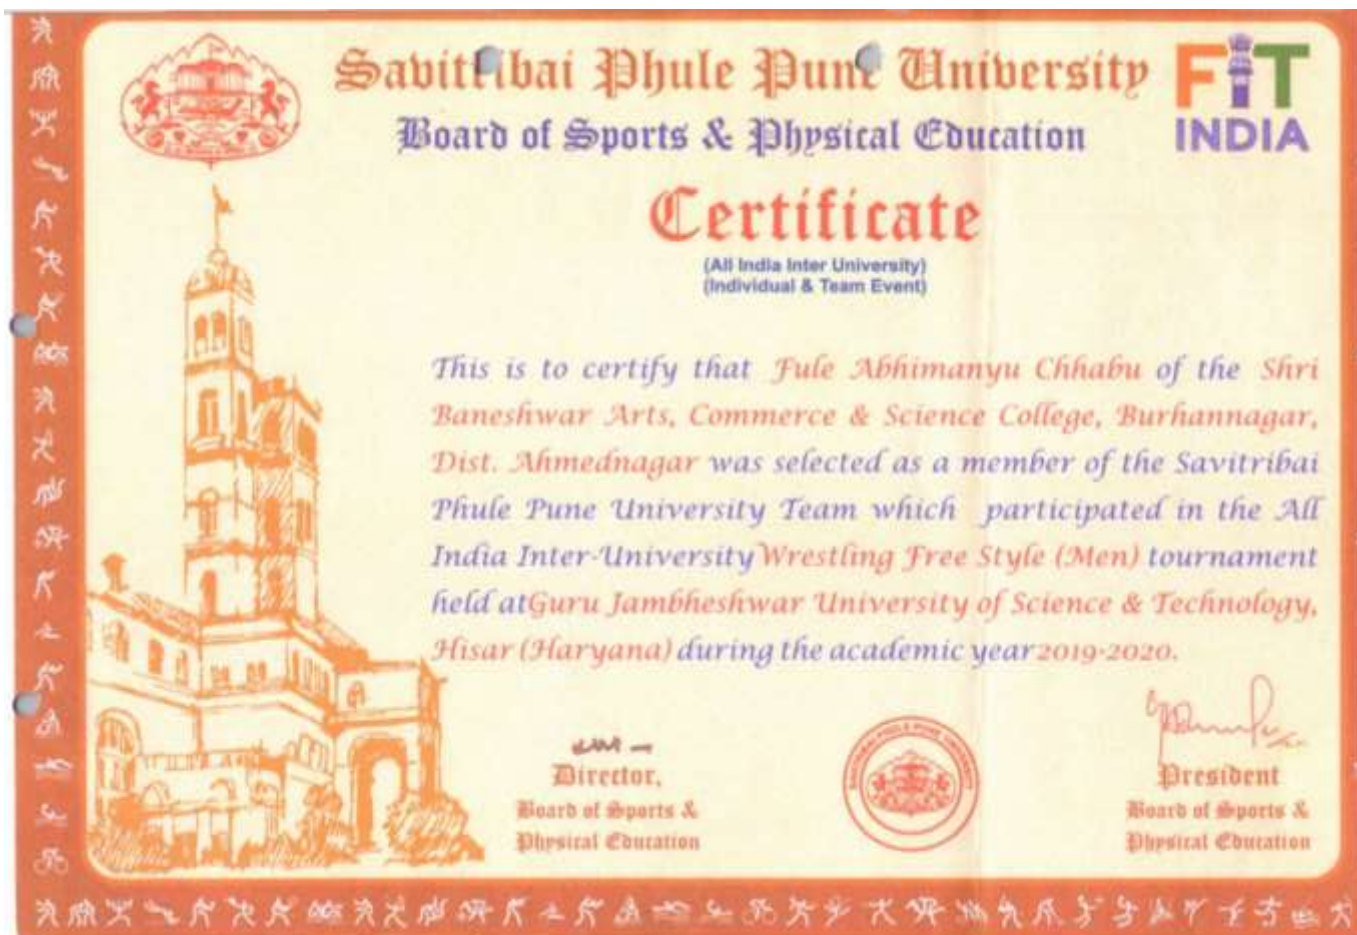 Savitribai Phule Pune University
FIT
INDIA
Board of Sports & Physical Education
Certificate
(All India Inter University)
(Individual & Team Event)
This is to certify that Fule Abhimanyu Chhabu of the Shri
Baneshwar Arts, Commerce & Science College, Burhannagar,
Dist. Ahmednagar was selected as a member of the Savitribai
Phule Pune University Team which participated in the All
India Inter-University Wrestling Free Style (Men) tournament
held at Guru Jambheshwar University of Science & Technology,
Hisar (Haryana) during the academic year 2019-2020.
Director,
Board of Sports &
Physical Education
SAVITRIBAI PHULE PUNE UNIVERSITY
President
Board of Sports &
Physical Education